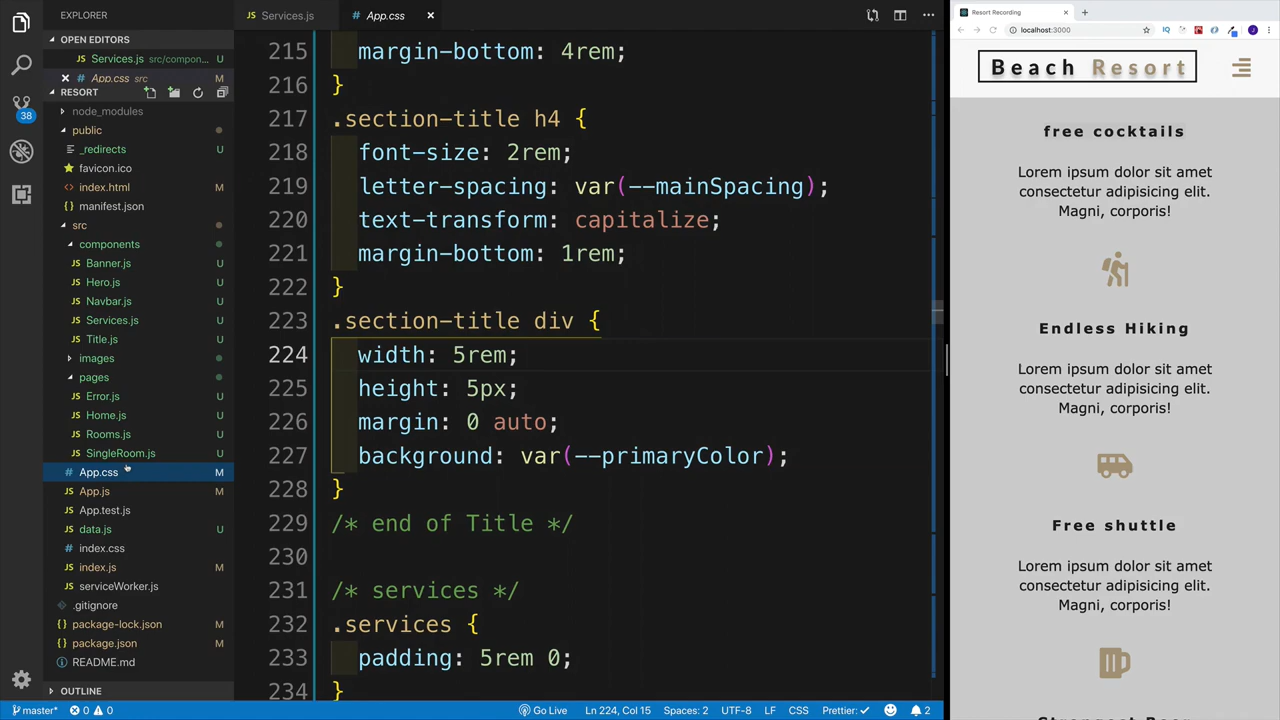 EXPLORER
OPEN EDITORS
Services.js src/compon... U
App.css src M
RESORT
node_modules
public
_redirects U
favicon.ico
index.html M
manifest.json
src
components
Banner.js U
Hero.js U
Navbar.js U
Services.js U
Title.js U
images
pages
Error.js U
Home.js U
Rooms.js U
SingleRoom.js U
App.css M
App.js M
App.test.js
data.js U
index.css
index.js M
serviceWorker.js
.gitignore
package-lock.json M
package.json M
README.md
OUTLINE
38
Services.js
App.css
215 margin-bottom: 4rem;
216 }
217 .section-title h4 {
218 font-size: 2rem;
219 letter-spacing: var(--mainSpacing);
220 text-transform: capitalize;
221 margin-bottom: 1rem;
222 }
223 .section-title div {
224 width: 5rem;
225 height: 5px;
226 margin: 0 auto;
227 background: var(--primaryColor);
228 }
229 /* end of Title */
230
231 /* services */
232 .services {
233 padding: 5rem 0;
234 }
master* 0 0
Go Live Ln 224, Col 15 Spaces: 2 UTF-8 LF CSS Prettier: ✓ 2
Resort Recording
localhost:3000
Beach Resort
free cocktails
Lorem ipsum dolor sit amet
consectetur adipisicing elit.
Magni, corporis!
Endless Hiking
Lorem ipsum dolor sit amet
consectetur adipisicing elit.
Magni, corporis!
Free shuttle
Lorem ipsum dolor sit amet
consectetur adipisicing elit.
Magni, corporis!